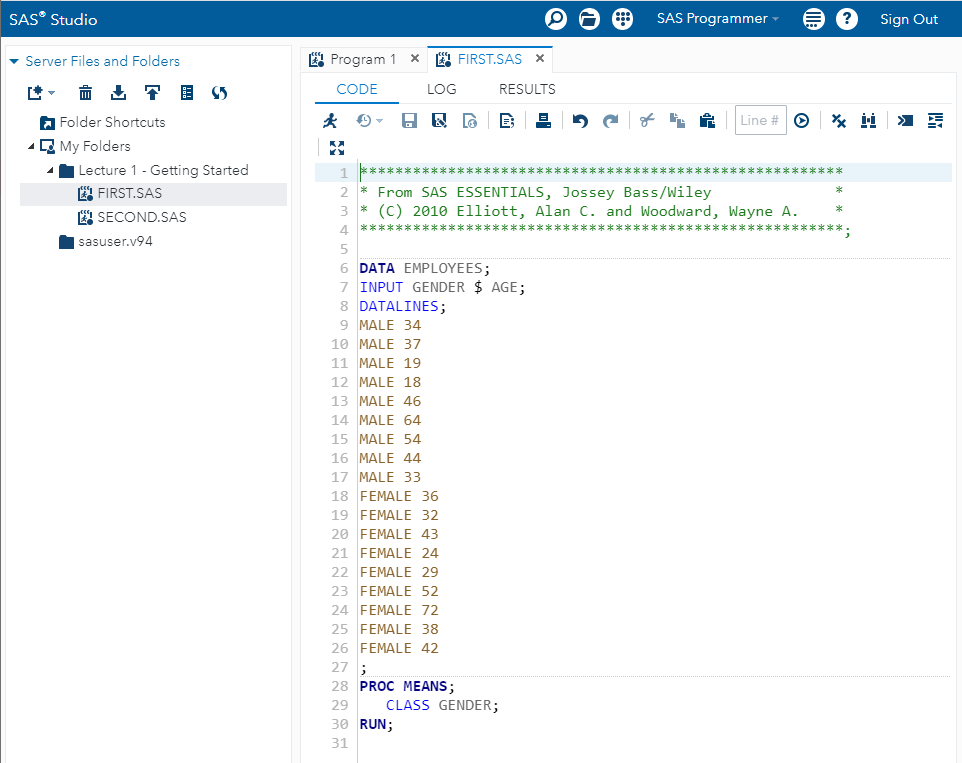 SAS® Studio
SAS Programmer
Sign Out
Server Files and Folders
Folder Shortcuts
My Folders
Lecture 1 - Getting Started
FIRST.SAS
SECOND.SAS
sasuser.v94
Program 1
FIRST.SAS
CODE
LOG
RESULTS
Line #
1 *******************************************************
2 * From SAS ESSENTIALS, Jossey Bass/Wiley              *
3 * (C) 2010 Elliott, Alan C. and Woodward, Wayne A.    *
4 *******************************************************;
5
6 DATA EMPLOYEES;
7 INPUT GENDER $ AGE;
8 DATALINES;
9 MALE 34
10 MALE 37
11 MALE 19
12 MALE 18
13 MALE 46
14 MALE 64
15 MALE 54
16 MALE 44
17 MALE 33
18 FEMALE 36
19 FEMALE 32
20 FEMALE 43
21 FEMALE 24
22 FEMALE 29
23 FEMALE 52
24 FEMALE 72
25 FEMALE 38
26 FEMALE 42
27 ;
28 PROC MEANS;
29    CLASS GENDER;
30 RUN;
31